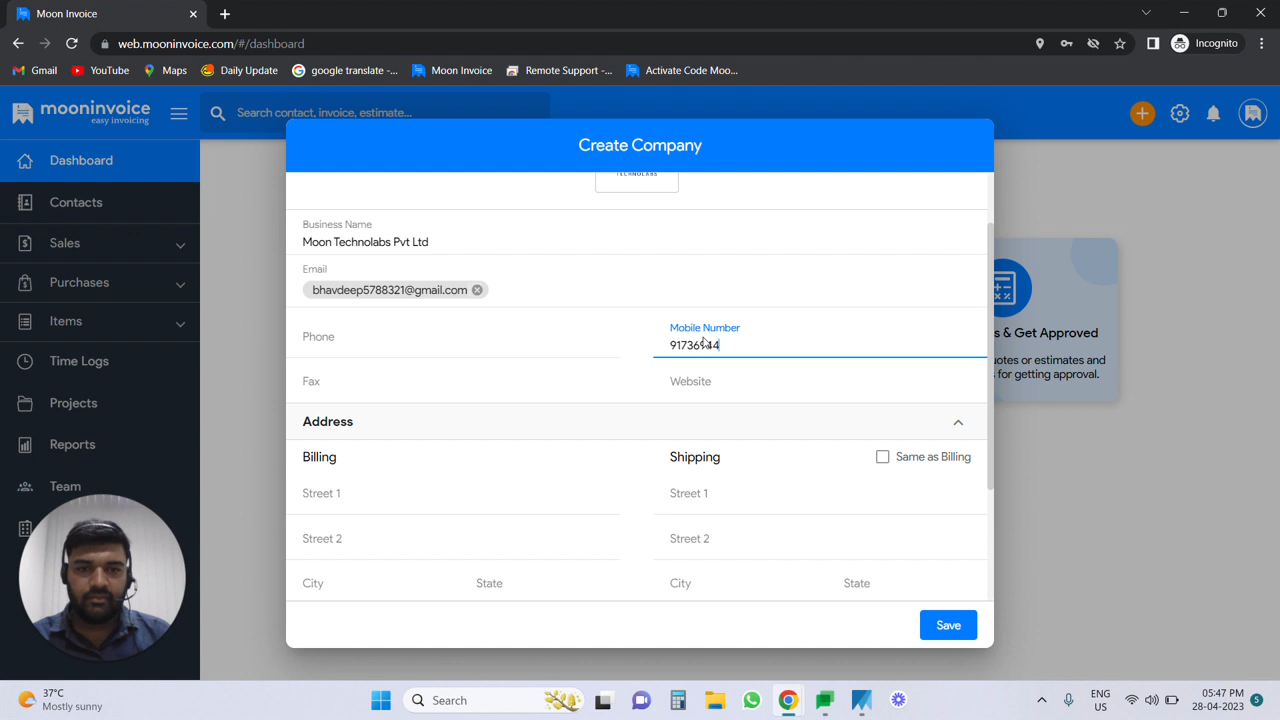 Moon Invoice
web.mooninvoice.com/#/dashboard
Incognito
Gmail
YouTube
Maps
Daily Update
google translate -...
Moon Invoice
Remote Support -...
Activate Code Moo...
mooninvoice
easy invoicing
Search contact, invoice, estimate...
Create Company
Dashboard
Contacts
Sales
Purchases
Items
Time Logs
Projects
Reports
Team
TECHNOLABS
Business Name
Moon Technolabs Pvt Ltd
Email
bhavdeep5788321@gmail.com
Phone
Mobile Number
Fax
Website
Address
Billing
Shipping
Same as Billing
Street 1
Street 1
Street 2
Street 2
City
State
City
State
Save
s & Get Approved
uotes or estimates and
s for getting approval.
37°C
Mostly sunny
Search
ENG
US
05:47 PM
28-04-2023
5